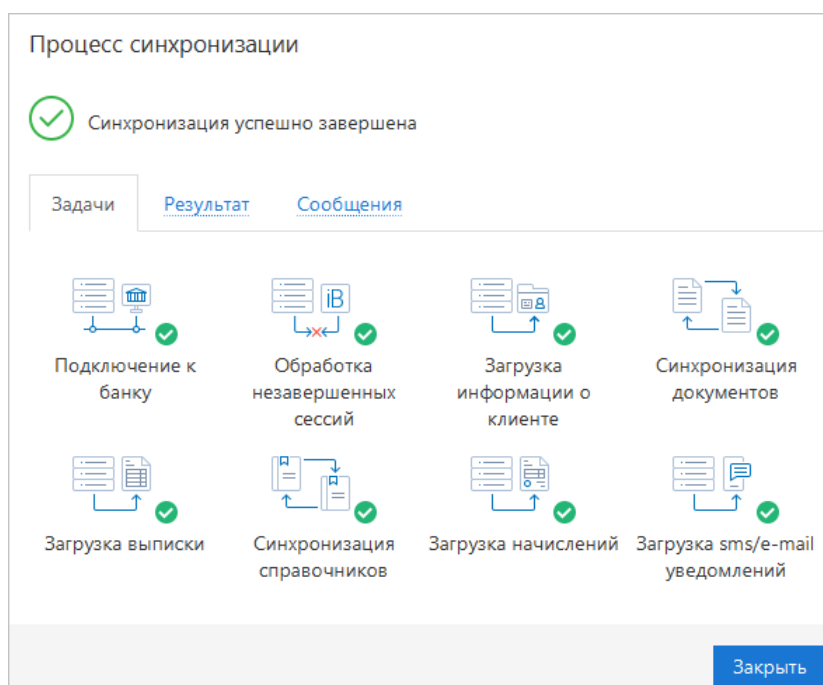 Процесс синхронизации
Синхронизация успешно завершена
Задачи
Результат
Сообщения
iB
Подключение к
банку
Обработка
незавершенных
сессий
Загрузка
информации о
клиенте
Синхронизация
документов
Загрузка выписки
Синхронизация
справочников
Загрузка начислений
Загрузка sms/e-mail
уведомлений
Закрыть